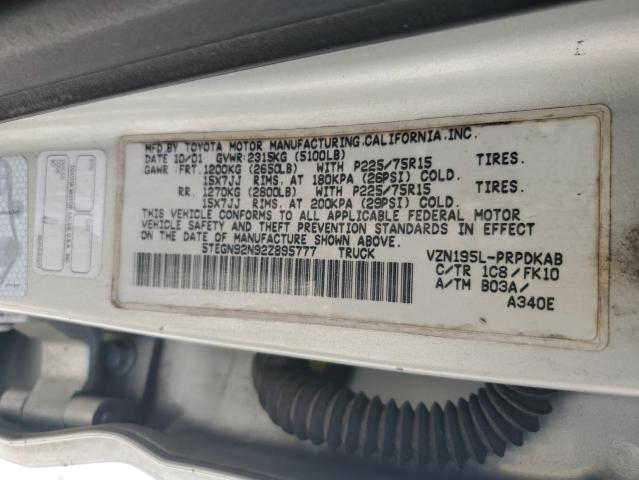 MFD.BY TOYOTA MOTOR MANUFACTURING.CALIFORNIA.INC.
DATE 10/01 GVWR:2315KG (5100LB)
GAWR: FRT. 1200KG (2650LB) WITH P225/75R15 TIRES.
15X7JJ RIMS. AT 180KPA (26PSI) COLD.
RR. 1270KG (2800LB) WITH P225/75R15 TIRES.
15X7JJ RIMS. AT 200KPA (29PSI) COLD.
THIS VEHICLE CONFORMS TO ALL APPLICABLE FEDERAL MOTOR
VEHICLE SAFETY AND THEFT PREVENTION STANDARDS IN EFFECT
ON THE DATE OF MANUFACTURE SHOWN ABOVE.
5TEGN92N92Z895777 TRUCK
VZN195L-PRPDKAB
C/TR 1C8/FK10
A/TM B03A/
A340E